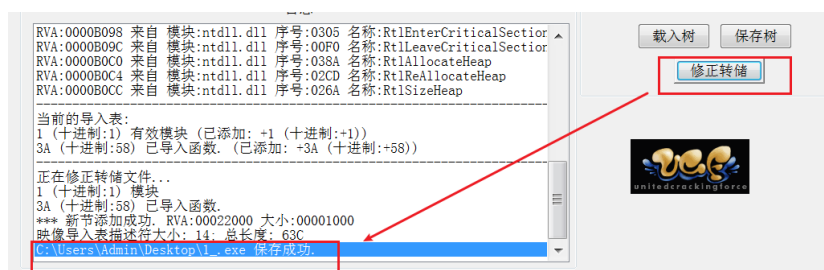 RVA:0000B098 来自 模块:ntdll.dll 序号:0305 名称:RtlEnterCriticalSection
RVA:0000B09C 来自 模块:ntdll.dll 序号:00F0 名称:RtlLeaveCriticalSection
RVA:0000B0C0 来自 模块:ntdll.dll 序号:038A 名称:RtlAllocateHeap
RVA:0000B0C4 来自 模块:ntdll.dll 序号:02CD 名称:RtlReAllocateHeap
RVA:0000B0CC 来自 模块:ntdll.dll 序号:026A 名称:RtlSizeHeap
当前的导入表:
1 (十进制:1) 有效模块 (已添加: +1 (十进制:+1))
3A (十进制:58) 已导入函数. (已添加: +3A (十进制:+58))
正在修正转储文件...
1 (十进制:1) 模块
3A (十进制:58) 已导入函数.
*** 新节添加成功. RVA:00022000 大小:00001000
映像导入表描述符大小: 14; 总长度: 63C
C:\Users\Admin\Desktop\1_.exe 保存成功.
载入树 保存树
修正转储
UCF
unitedcrackingforce